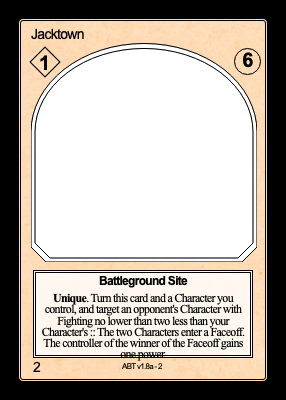 Jacktown
1
6
Battleground Site
Unique. Turn this card and a Character you
control, and target an opponent's Character with
Fighting no lower than two less than your
Character's :: The two Characters enter a Faceoff.
The controller of the winner of the Faceoff gains
one power.
2
ABT v1.8a - 2